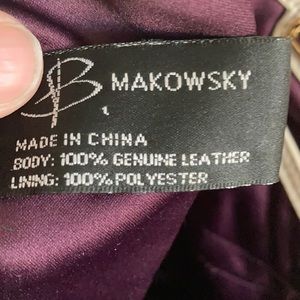 B MAKOWSKY
MADE IN CHINA
BODY: 100% GENUINE LEATHER
LINING: 100% POLYESTER